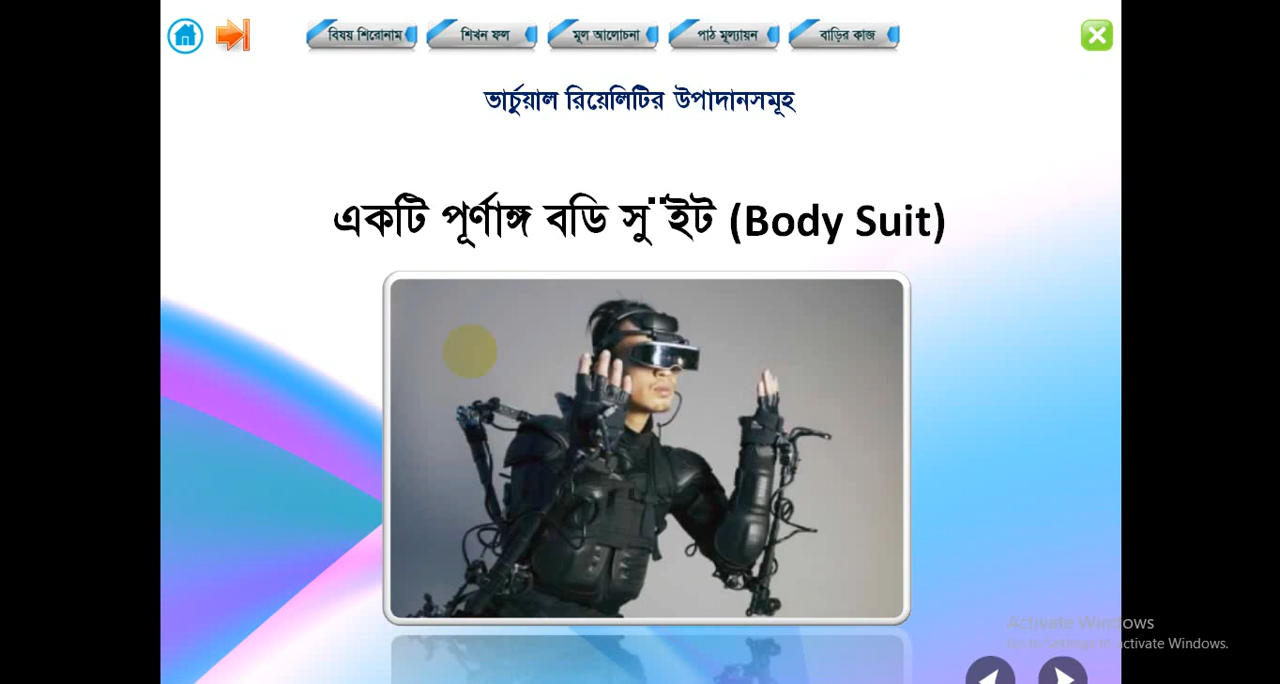 বিষয় শিরোনাম শিখন ফল মূল আলোচনা পাঠ মূল্যায়ন বাড়ির কাজ
ভার্চুয়াল রিয়েলিটির উপাদানসমূহ
একটি পূর্ণাঙ্গ বডি সু¨ইট (Body Suit)
Activate Windows
Go to Settings to activate Windows.